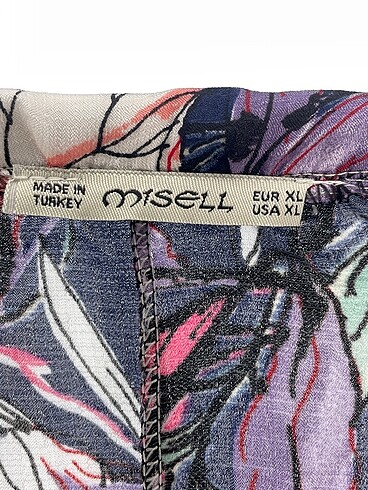 MADE IN
TURKEY
MISELL
EUR XL
USA XL